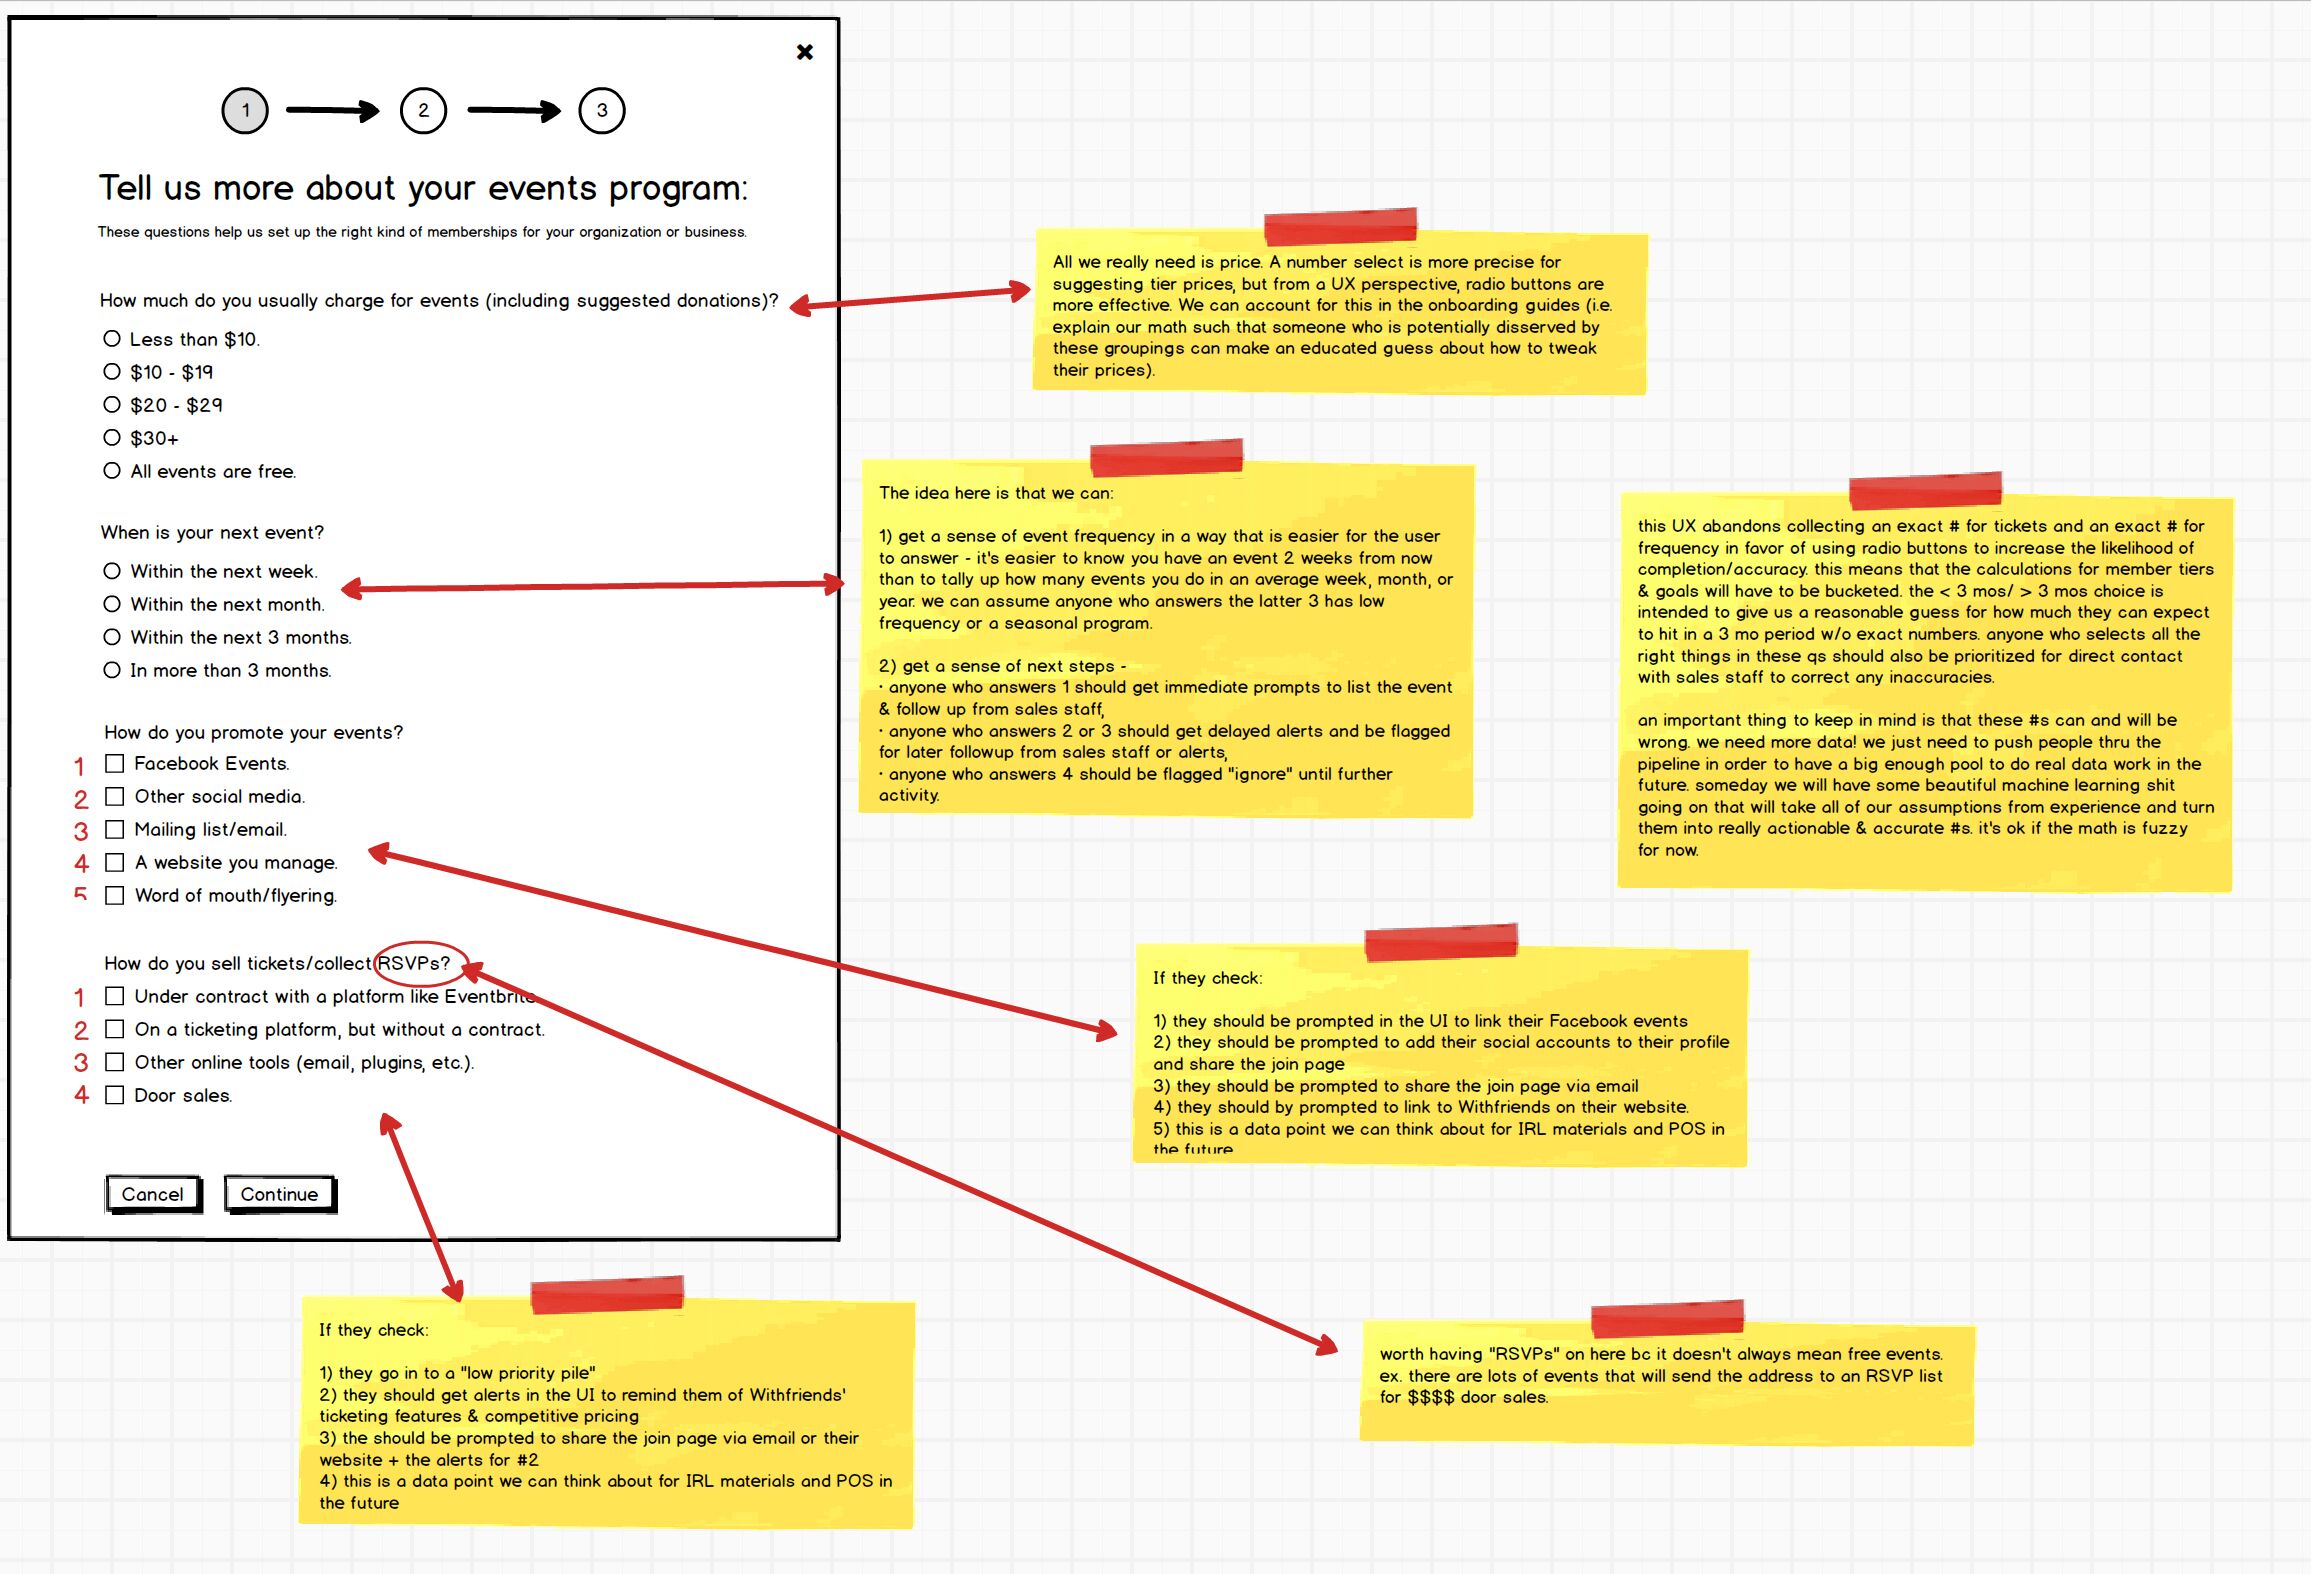 1
2
3
Tell us more about your events program:
These questions help us set up the right kind of memberships for your organization or business.
How much do you usually charge for events (including suggested donations)?
Less than $10.
$10 - $19
$20 - $29
$30+
All events are free.
When is your next event?
Within the next week.
Within the next month.
Within the next 3 months.
In more than 3 months.
How do you promote your events?
1 Facebook Events.
2 Other social media.
3 Mailing list/email.
4 A website you manage.
5 Word of mouth/flyering.
How do you sell tickets/collect RSVPs?
1 Under contract with a platform like Eventbrite.
2 On a ticketing platform, but without a contract.
3 Other online tools (email, plugins, etc.).
4 Door sales.
Cancel
Continue
All we really need is price. A number select is more precise for
suggesting tier prices, but from a UX perspective, radio buttons are
more effective. We can account for this in the onboarding guides (i.e.
explain our math such that someone who is potentially disserved by
these groupings can make an educated guess about how to tweak
their prices).
The idea here is that we can:
1) get a sense of event frequency in a way that is easier for the user
to answer - it's easier to know you have an event 2 weeks from now
than to tally up how many events you do in an average week, month, or
year. we can assume anyone who answers the latter 3 has low
frequency or a seasonal program.
2) get a sense of next steps -
· anyone who answers 1 should get immediate prompts to list the event
& follow up from sales staff,
· anyone who answers 2 or 3 should get delayed alerts and be flagged
for later followup from sales staff or alerts,
· anyone who answers 4 should be flagged "ignore" until further
activity.
this UX abandons collecting an exact # for tickets and an exact # for
frequency in favor of using radio buttons to increase the likelihood of
completion/accuracy. this means that the calculations for member tiers
& goals will have to be bucketed. the < 3 mos/ > 3 mos choice is
intended to give us a reasonable guess for how much they can expect
to hit in a 3 mo period w/o exact numbers. anyone who selects all the
right things in these qs should also be prioritized for direct contact
with sales staff to correct any inaccuracies.
an important thing to keep in mind is that these #s can and will be
wrong. we need more data! we just need to push people thru the
pipeline in order to have a big enough pool to do real data work in the
future. someday we will have some beautiful machine learning shit
going on that will take all of our assumptions from experience and turn
them into really actionable & accurate #s. it's ok if the math is fuzzy
for now.
If they check:
1) they should be prompted in the UI to link their Facebook events
2) they should be prompted to add their social accounts to their profile
and share the join page
3) they should be prompted to share the join page via email
4) they should by prompted to link to Withfriends on their website.
5) this is a data point we can think about for IRL materials and POS in
the future
If they check:
1) they go in to a "low priority pile"
2) they should get alerts in the UI to remind them of Withfriends'
ticketing features & competitive pricing
3) the should be prompted to share the join page via email or their
website + the alerts for #2
4) this is a data point we can think about for IRL materials and POS in
the future
worth having "RSVPs" on here bc it doesn't always mean free events.
ex. there are lots of events that will send the address to an RSVP list
for $$$$ door sales.